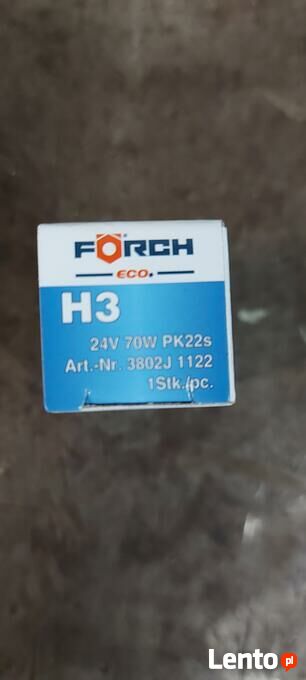 FÖRCH
ECO.
H3
24V 70W PK22s
Art.-Nr. 3802J 1122
1Stk./pc.
Lento pl